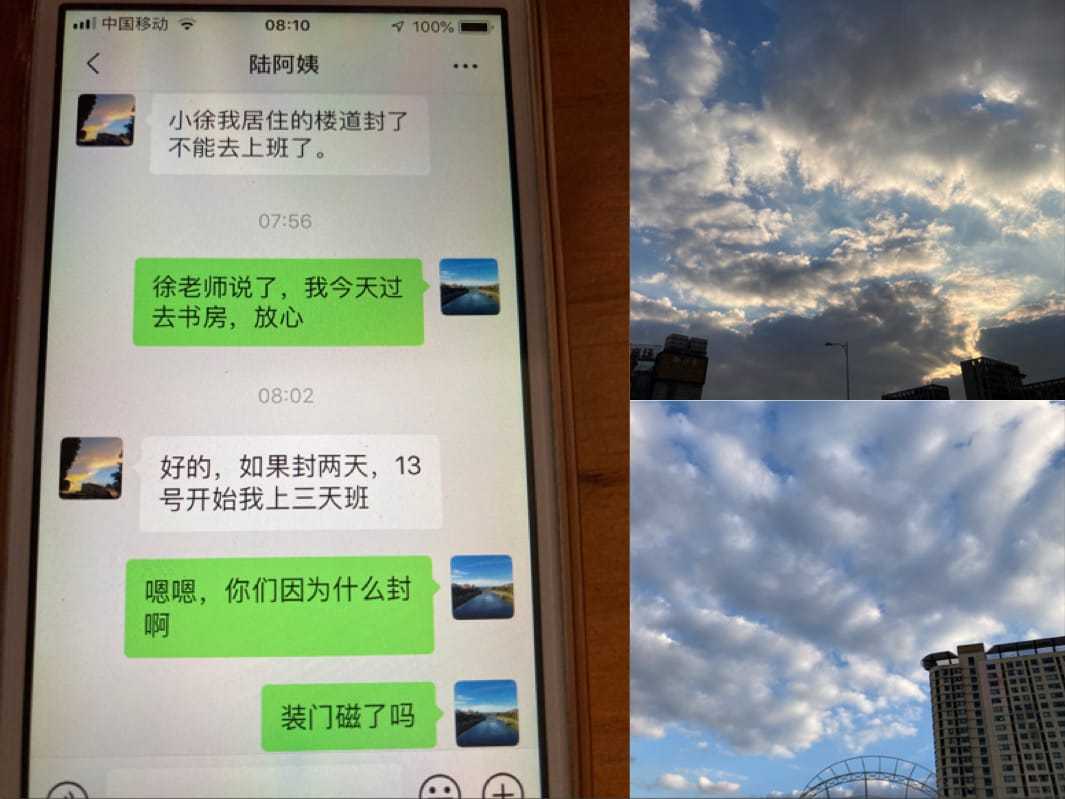 中国移动 08:10 100%
陆阿姨
小徐我居住的楼道封了
不能去上班了。
07:56
徐老师说了，我今天过
去书房，放心
08:02
好的，如果封两天，13
号开始我上三天班
嗯嗯，你们因为什么封
啊
装门磁了吗